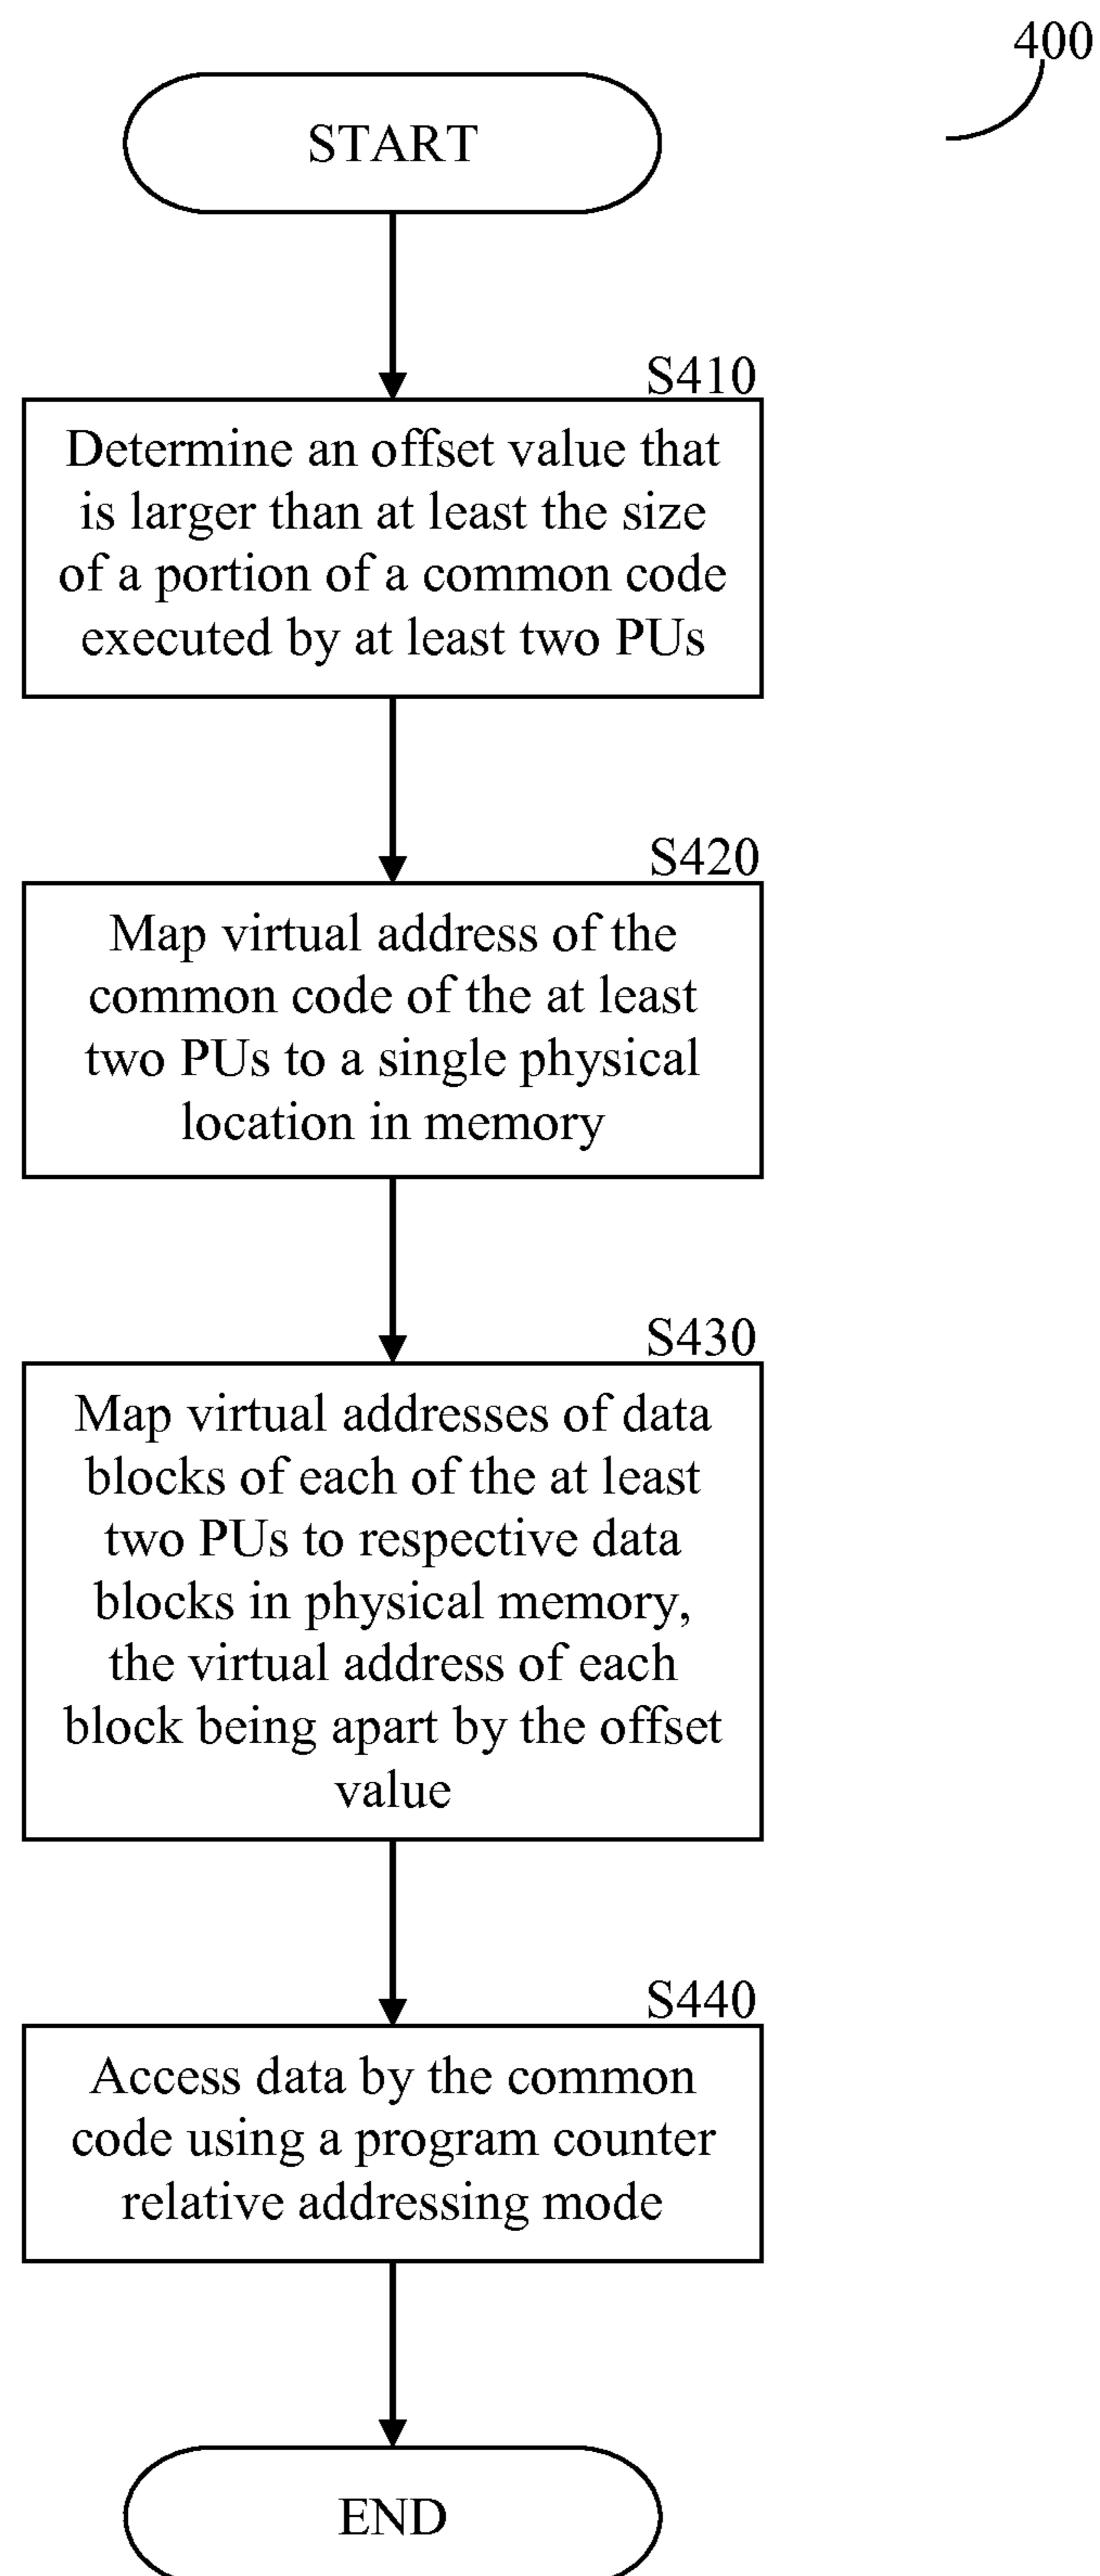 400
START
S410
Determine an offset value that
is larger than at least the size
of a portion of a common code
executed by at least two PUs
S420
Map virtual address of the
common code of the at least
two PUs to a single physical
location in memory
S430
Map virtual addresses of data
blocks of each of the at least
two PUs to respective data
blocks in physical memory,
the virtual address of each
block being apart by the offset
value
S440
Access data by the common
code using a program counter
relative addressing mode
END